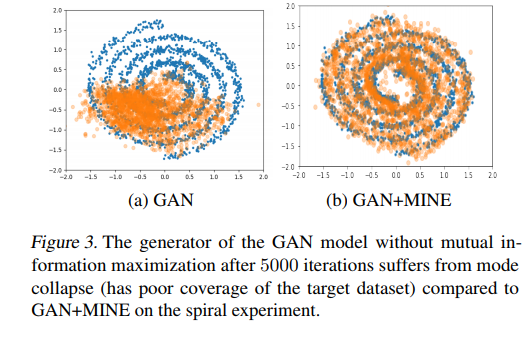 2.0
1.5
1.0
0.5
0.0
−0.5
−1.0
−1.5
−2.0
−2.0 −1.5 −1.0 −0.5 0.0 0.5 1.0 1.5 2.0
2.0
1.5
1.0
0.5
0.0
−0.5
−1.0
−1.5
−2.0
−2.0 −1.5 −1.0 −0.5 0.0 0.5 1.0 1.5 2.0
(a) GAN
(b) GAN+MINE
Figure 3. The generator of the GAN model without mutual in-
formation maximization after 5000 iterations suffers from mode
collapse (has poor coverage of the target dataset) compared to
GAN+MINE on the spiral experiment.